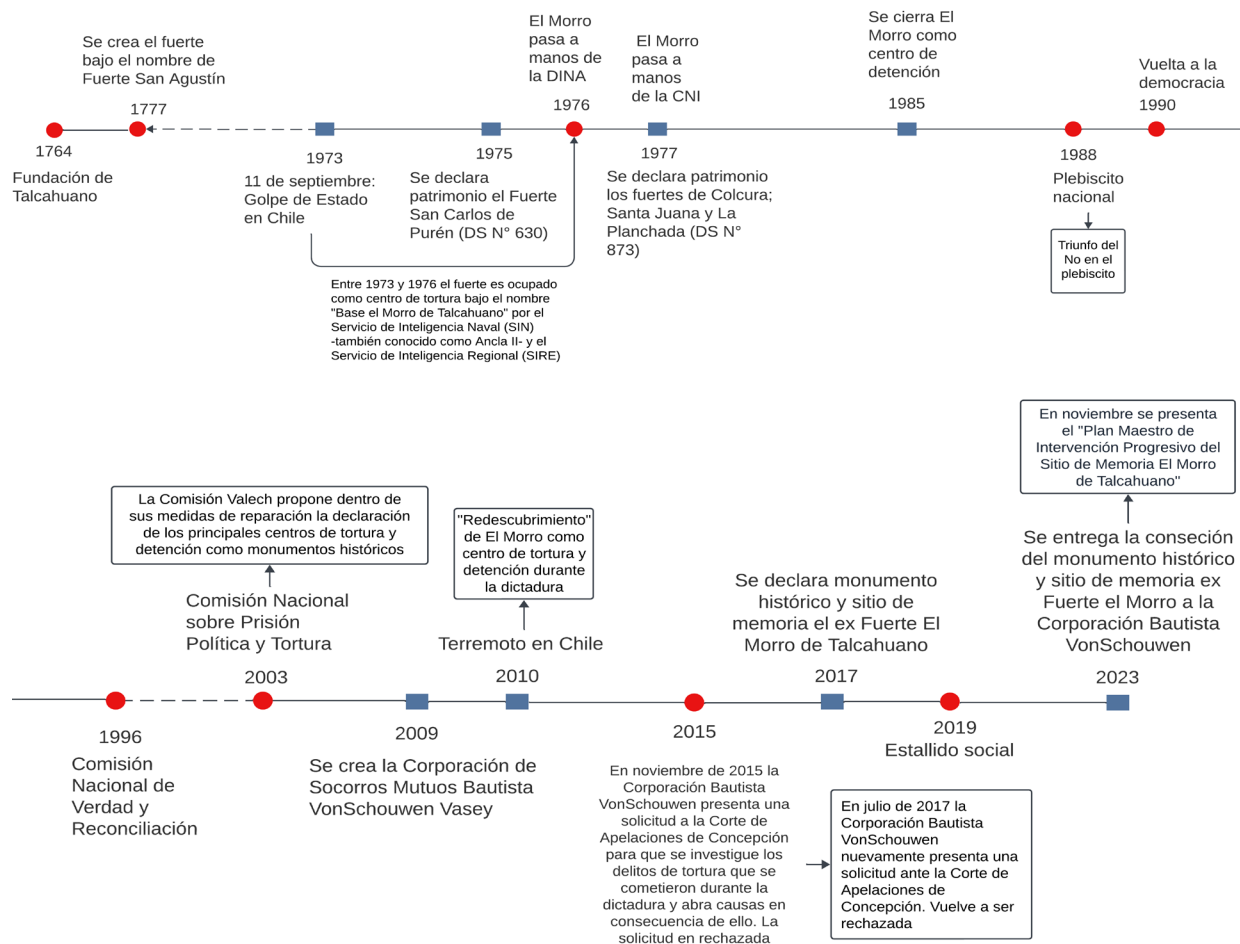 Se crea el fuerte
bajo el nombre de
Fuerte San Agustín
1777
1764
Fundación de
Talcahuano
1973
11 de septiembre:
Golpe de Estado
en Chile
1975
Se declara
patrimonio el Fuerte
San Carlos de
Purén (DS N° 630)
El Morro
pasa a
manos de
la DINA
1976
Entre 1973 y 1976 el fuerte es ocupado
como centro de tortura bajo el nombre
"Base el Morro de Talcahuano" por el
Servicio de Inteligencia Naval (SIN)
-también conocido como Ancla II- y el
Servicio de Inteligencia Regional (SIRE)
El Morro
pasa a
manos
de la CNI
1977
Se declara patrimonio
los fuertes de Colcura;
Santa Juana y La
Planchada (DS N°
873)
Se cierra El
Morro como
centro de
detención
1985
1988
Plebiscito
nacional
Triunfo del
No en el
plebiscito
Vuelta a la
democracia
1990
1996
Comisión
Nacional de
Verdad y
Reconciliación
La Comisión Valech propone dentro de
sus medidas de reparación la declaración
de los principales centros de tortura y
detención como monumentos históricos
Comisión Nacional
sobre Prisión
Política y Tortura
2003
2009
Se crea la Corporación de
Socorros Mutuos Bautista
VonSchouwen Vasey
"Redescubrimiento"
de El Morro como
centro de tortura y
detención durante
la dictadura
Terremoto en Chile
2010
2015
En noviembre de 2015 la
Corporación Bautista
VonSchouwen presenta una
solicitud a la Corte de
Apelaciones de Concepción
para que se investigue los
delitos de tortura que se
cometieron durante la
dictadura y abra causas en
consecuencia de ello. La
solicitud en rechazada
En julio de 2017 la
Corporación Bautista
VonSchouwen
nuevamente presenta una
solicitud ante la Corte de
Apelaciones de
Concepción. Vuelve a ser
rechazada
Se declara monumento
histórico y sitio de
memoria el ex Fuerte El
Morro de Talcahuano
2017
2019
Estallido social
En noviembre se presenta
el "Plan Maestro de
Intervención Progresivo del
Sitio de Memoria El Morro
de Talcahuano"
Se entrega la conseción
del monumento histórico
y sitio de memoria ex
Fuerte el Morro a la
Corporación Bautista
VonSchouwen
2023